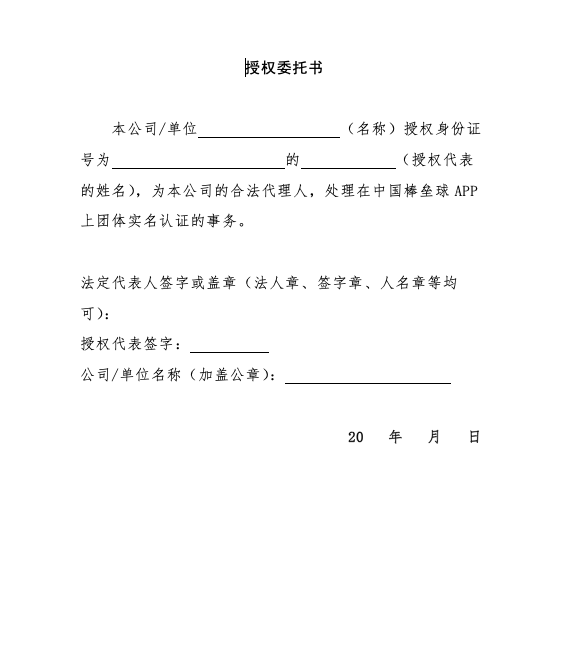 授权委托书
本公司/单位__________________（名称）授权身份证
号为______________________的____________（授权代表
的姓名），为本公司的合法代理人，处理在中国棒垒球 APP
上团体实名认证的事务。
法定代表人签字或盖章（法人章、签字章、人名章等均
可）：
授权代表签字：__________
公司/单位名称（加盖公章）：_____________________
20 年 月 日